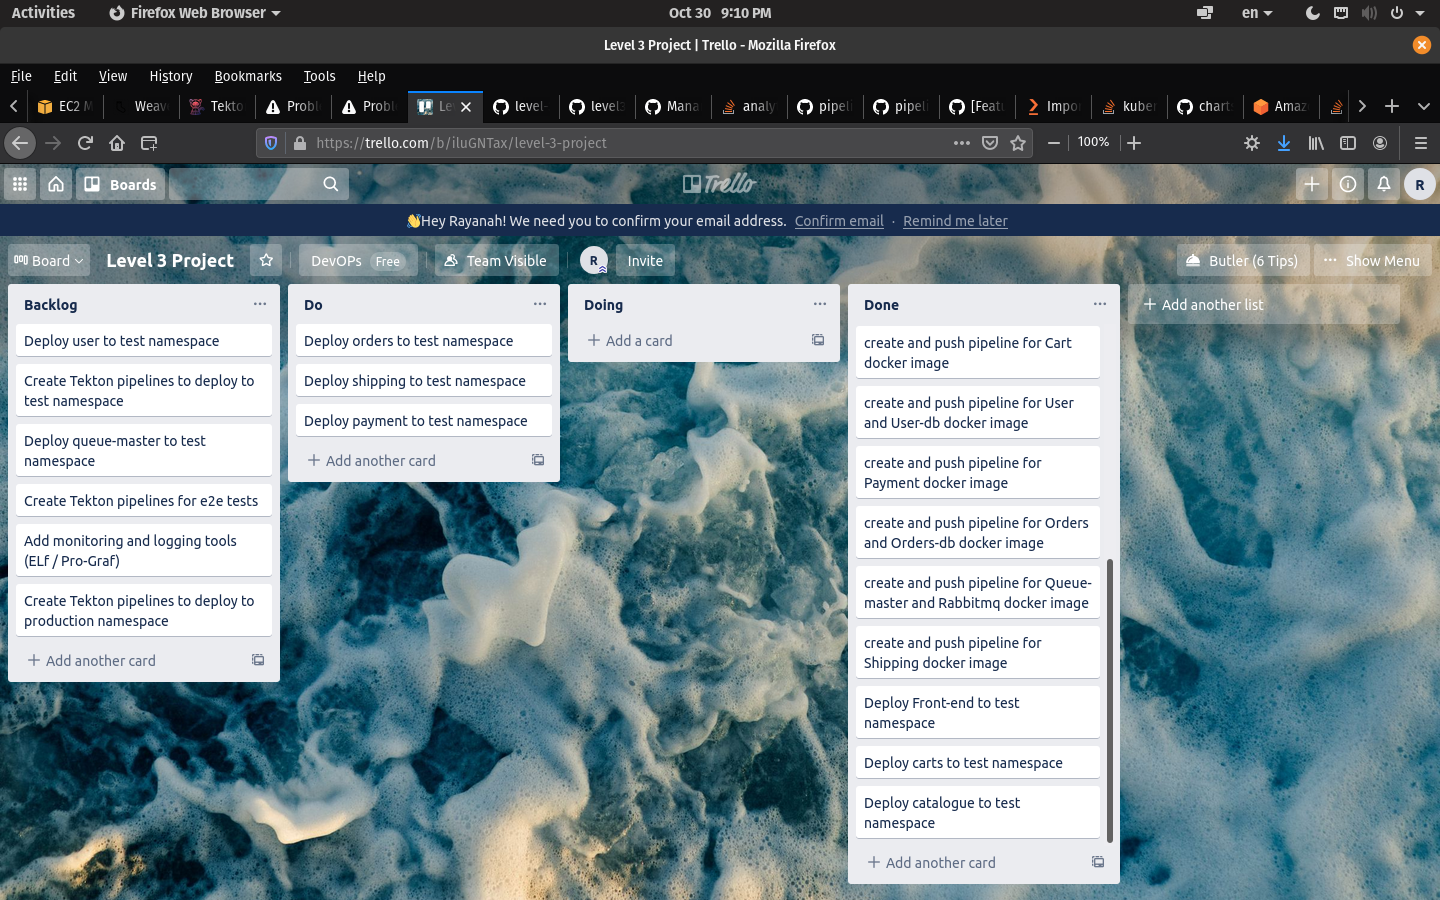 Activities Firefox Web Browser Oct 30 9:10 PM en
Level 3 Project | Trello - Mozilla Firefox
File Edit View History Bookmarks Tools Help
EC2 M Weav Tekto Probl Probl Le level- level Mana analy pipeli pipeli [Feat Impor kuber chart Amaz
https://trello.com/b/iluGNTax/level-3-project 100%
Boards Trello R
👋Hey Rayanah! We need you to confirm your email address. Confirm email · Remind me later
Board Level 3 Project DevOPs Free Team Visible R Invite Butler (6 Tips) ··· Show Menu
Backlog
Deploy user to test namespace
Create Tekton pipelines to deploy to
test namespace
Deploy queue-master to test
namespace
Create Tekton pipelines for e2e tests
Add monitoring and logging tools
(ELf / Pro-Graf)
Create Tekton pipelines to deploy to
production namespace
+ Add another card
Do
Deploy orders to test namespace
Deploy shipping to test namespace
Deploy payment to test namespace
+ Add another card
Doing
+ Add a card
Done
create and push pipeline for Cart
docker image
create and push pipeline for User
and User-db docker image
create and push pipeline for
Payment docker image
create and push pipeline for Orders
and Orders-db docker image
create and push pipeline for Queue-
master and Rabbitmq docker image
create and push pipeline for
Shipping docker image
Deploy Front-end to test
namespace
Deploy carts to test namespace
Deploy catalogue to test
namespace
+ Add another card
+ Add another list